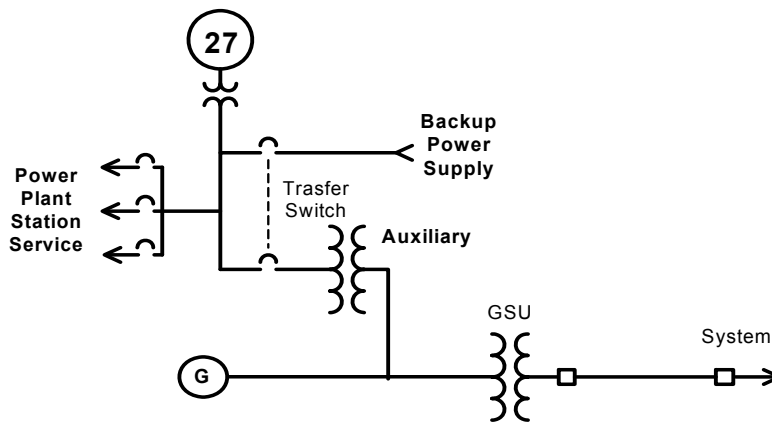 27
Backup
Power
Supply
Power
Plant
Station
Service
Trasfer
Switch
Auxiliary
GSU
System
G